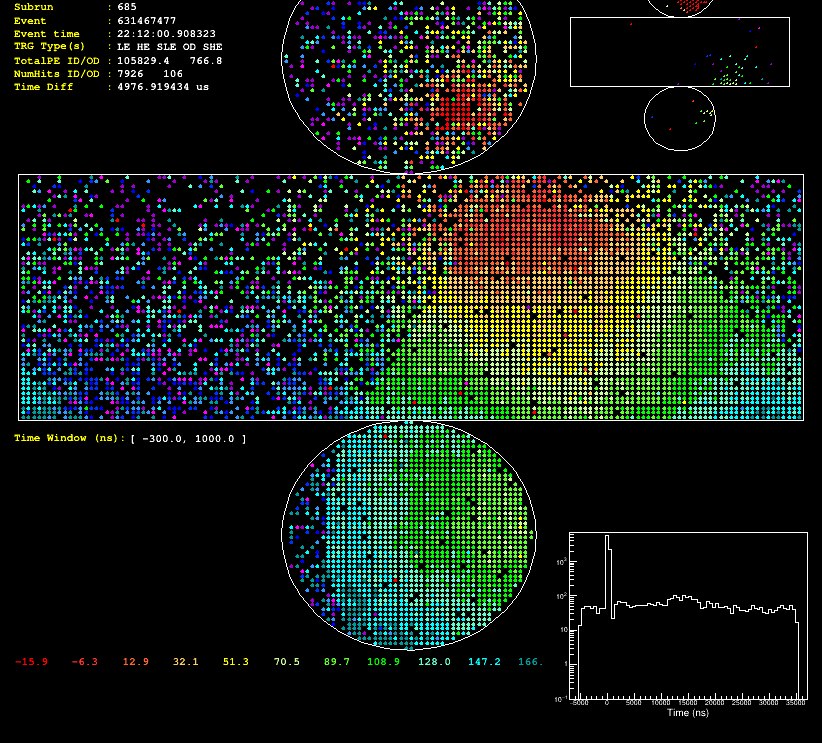 Subrun : 685
Event : 631467477
Event time : 22:12:00.908323
TRG Type(s) : LE HE SLE OD SHE
TotalPE ID/OD : 105829.4 766.8
NumHits ID/OD : 7926 106
Time Diff : 4976.919434 us
Time Window (ns): [ -300.0, 1000.0 ]
-15.9 -6.3 12.9 32.1 51.3 70.5 89.7 108.9 128.0 147.2 166.
10³
10²
10
1
10⁻¹
-5000 0 5000 10000 15000 20000 25000 30000 35000
Time (ns)